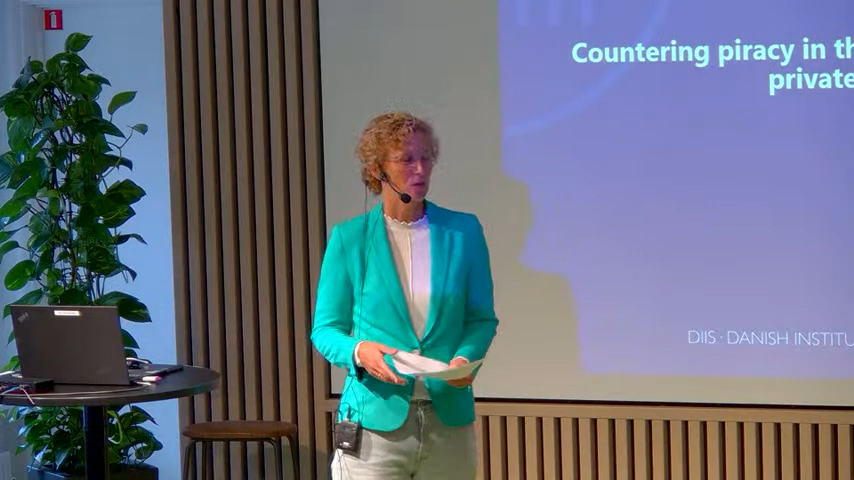 Countering piracy in th
private
DIIS · DANISH INSTITU